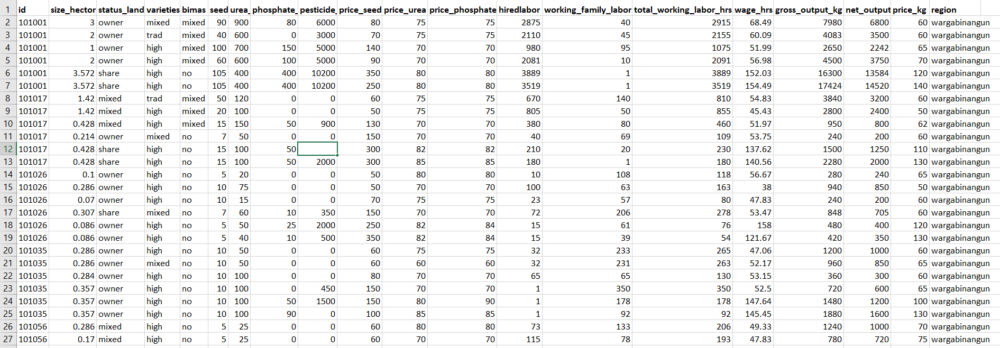 1 id size_hector status_land varieties bimas seed urea_ phosphate_ pesticide_ price_seed price_urea price_phosphate hiredlabor working_family_labor total_working_labor_hrs wage_hrs gross_output_kg net_output price_kg region
2 101001 3 owner mixed mixed 90 900 80 6000 80 75 75 2875 40 2915 68.49 7980 6800 60 wargabinangun
3 101001 2 owner trad mixed 40 600 0 3000 70 75 75 2110 45 2155 60.09 4083 3500 60 wargabinangun
4 101001 1 owner high mixed 100 700 150 5000 140 70 70 980 95 1075 51.99 2650 2242 65 wargabinangun
5 101001 2 owner high mixed 60 600 100 5000 90 70 70 2081 10 2091 56.98 4500 3750 70 wargabinangun
6 101001 3.572 share high no 105 400 400 10200 350 80 80 3889 1 3889 152.03 16300 13584 120 wargabinangun
7 101001 3.572 share high no 105 400 400 10200 250 80 80 3519 1 3519 154.49 17424 14520 140 wargabinangun
8 101017 1.42 mixed trad mixed 50 120 0 0 60 75 75 670 140 810 54.83 3840 3200 60 wargabinangun
9 101017 1.42 mixed high mixed 20 100 0 0 50 75 75 805 50 855 45.43 2800 2400 50 wargabinangun
10 101017 0.428 mixed high mixed 15 150 50 900 130 70 70 380 80 460 51.97 950 800 62 wargabinangun
11 101017 0.214 owner mixed no 7 50 0 0 150 70 70 40 69 109 53.75 240 200 60 wargabinangun
12 101017 0.428 share high no 15 100 50 300 82 82 210 20 230 137.62 1500 1250 110 wargabinangun
13 101017 0.428 share high no 15 100 50 2000 300 85 85 180 1 180 140.56 2280 2000 130 wargabinangun
14 101026 0.1 owner high no 5 20 0 0 50 80 80 10 108 118 56.67 280 240 65 wargabinangun
15 101026 0.286 owner high no 10 75 0 0 50 70 70 100 63 163 38 940 850 50 wargabinangun
16 101026 0.07 owner high no 10 15 0 0 70 75 75 23 57 80 47.83 240 200 60 wargabinangun
17 101026 0.307 share mixed no 7 60 10 350 150 70 70 72 206 278 53.47 848 705 60 wargabinangun
18 101026 0.086 owner high no 5 50 25 2000 250 82 84 15 61 76 158 480 400 120 wargabinangun
19 101026 0.086 owner high no 5 40 10 500 350 82 84 15 39 54 121.67 420 350 130 wargabinangun
20 101035 0.286 owner high no 10 50 0 0 60 75 75 32 233 265 47.06 1200 1000 60 wargabinangun
21 101035 0.286 owner mixed no 10 50 0 0 60 60 60 32 231 263 52.17 960 850 65 wargabinangun
22 101035 0.284 owner high no 10 100 0 0 80 70 70 65 65 130 53.15 360 300 60 wargabinangun
23 101035 0.357 owner high no 10 100 0 450 150 70 70 1 350 350 52.5 720 600 65 wargabinangun
24 101035 0.357 owner high no 10 100 50 1500 150 80 90 1 178 178 147.64 1480 1200 100 wargabinangun
25 101035 0.357 owner high no 10 100 90 0 100 85 85 1 92 92 145.45 1880 1600 130 wargabinangun
26 101056 0.286 mixed high no 5 25 0 0 60 80 80 73 133 206 49.33 1240 1000 70 wargabinangun
27 101056 0.17 mixed high no 5 25 0 0 60 70 70 115 78 193 47.83 780 720 75 wargabinangun